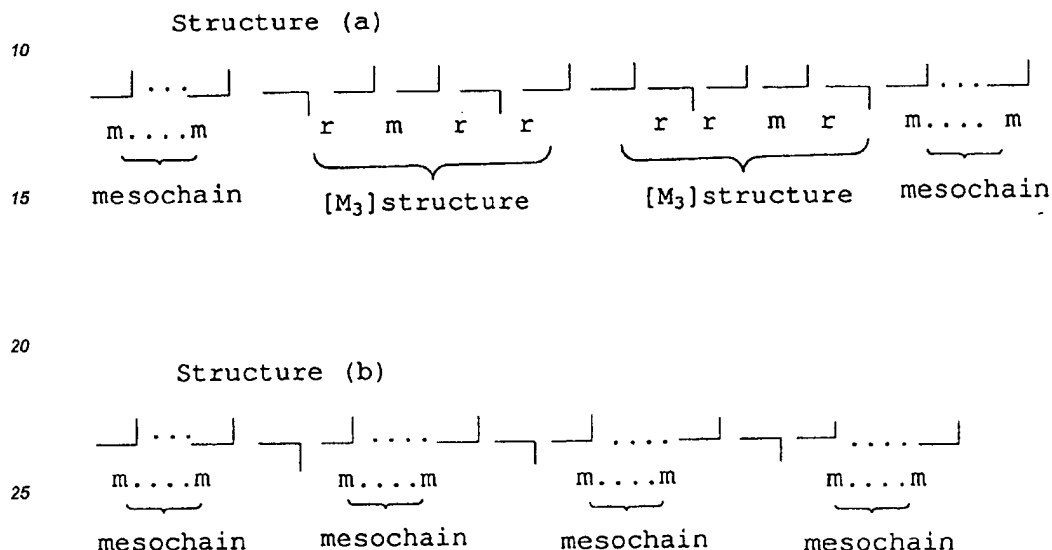 Structure (a)
10
m....m r m r r r r m r m.... m
mesochain [M₃]structure [M₃]structure mesochain
15
20
Structure (b)
m....m m....m m....m m....m
25
mesochain mesochain mesochain mesochain